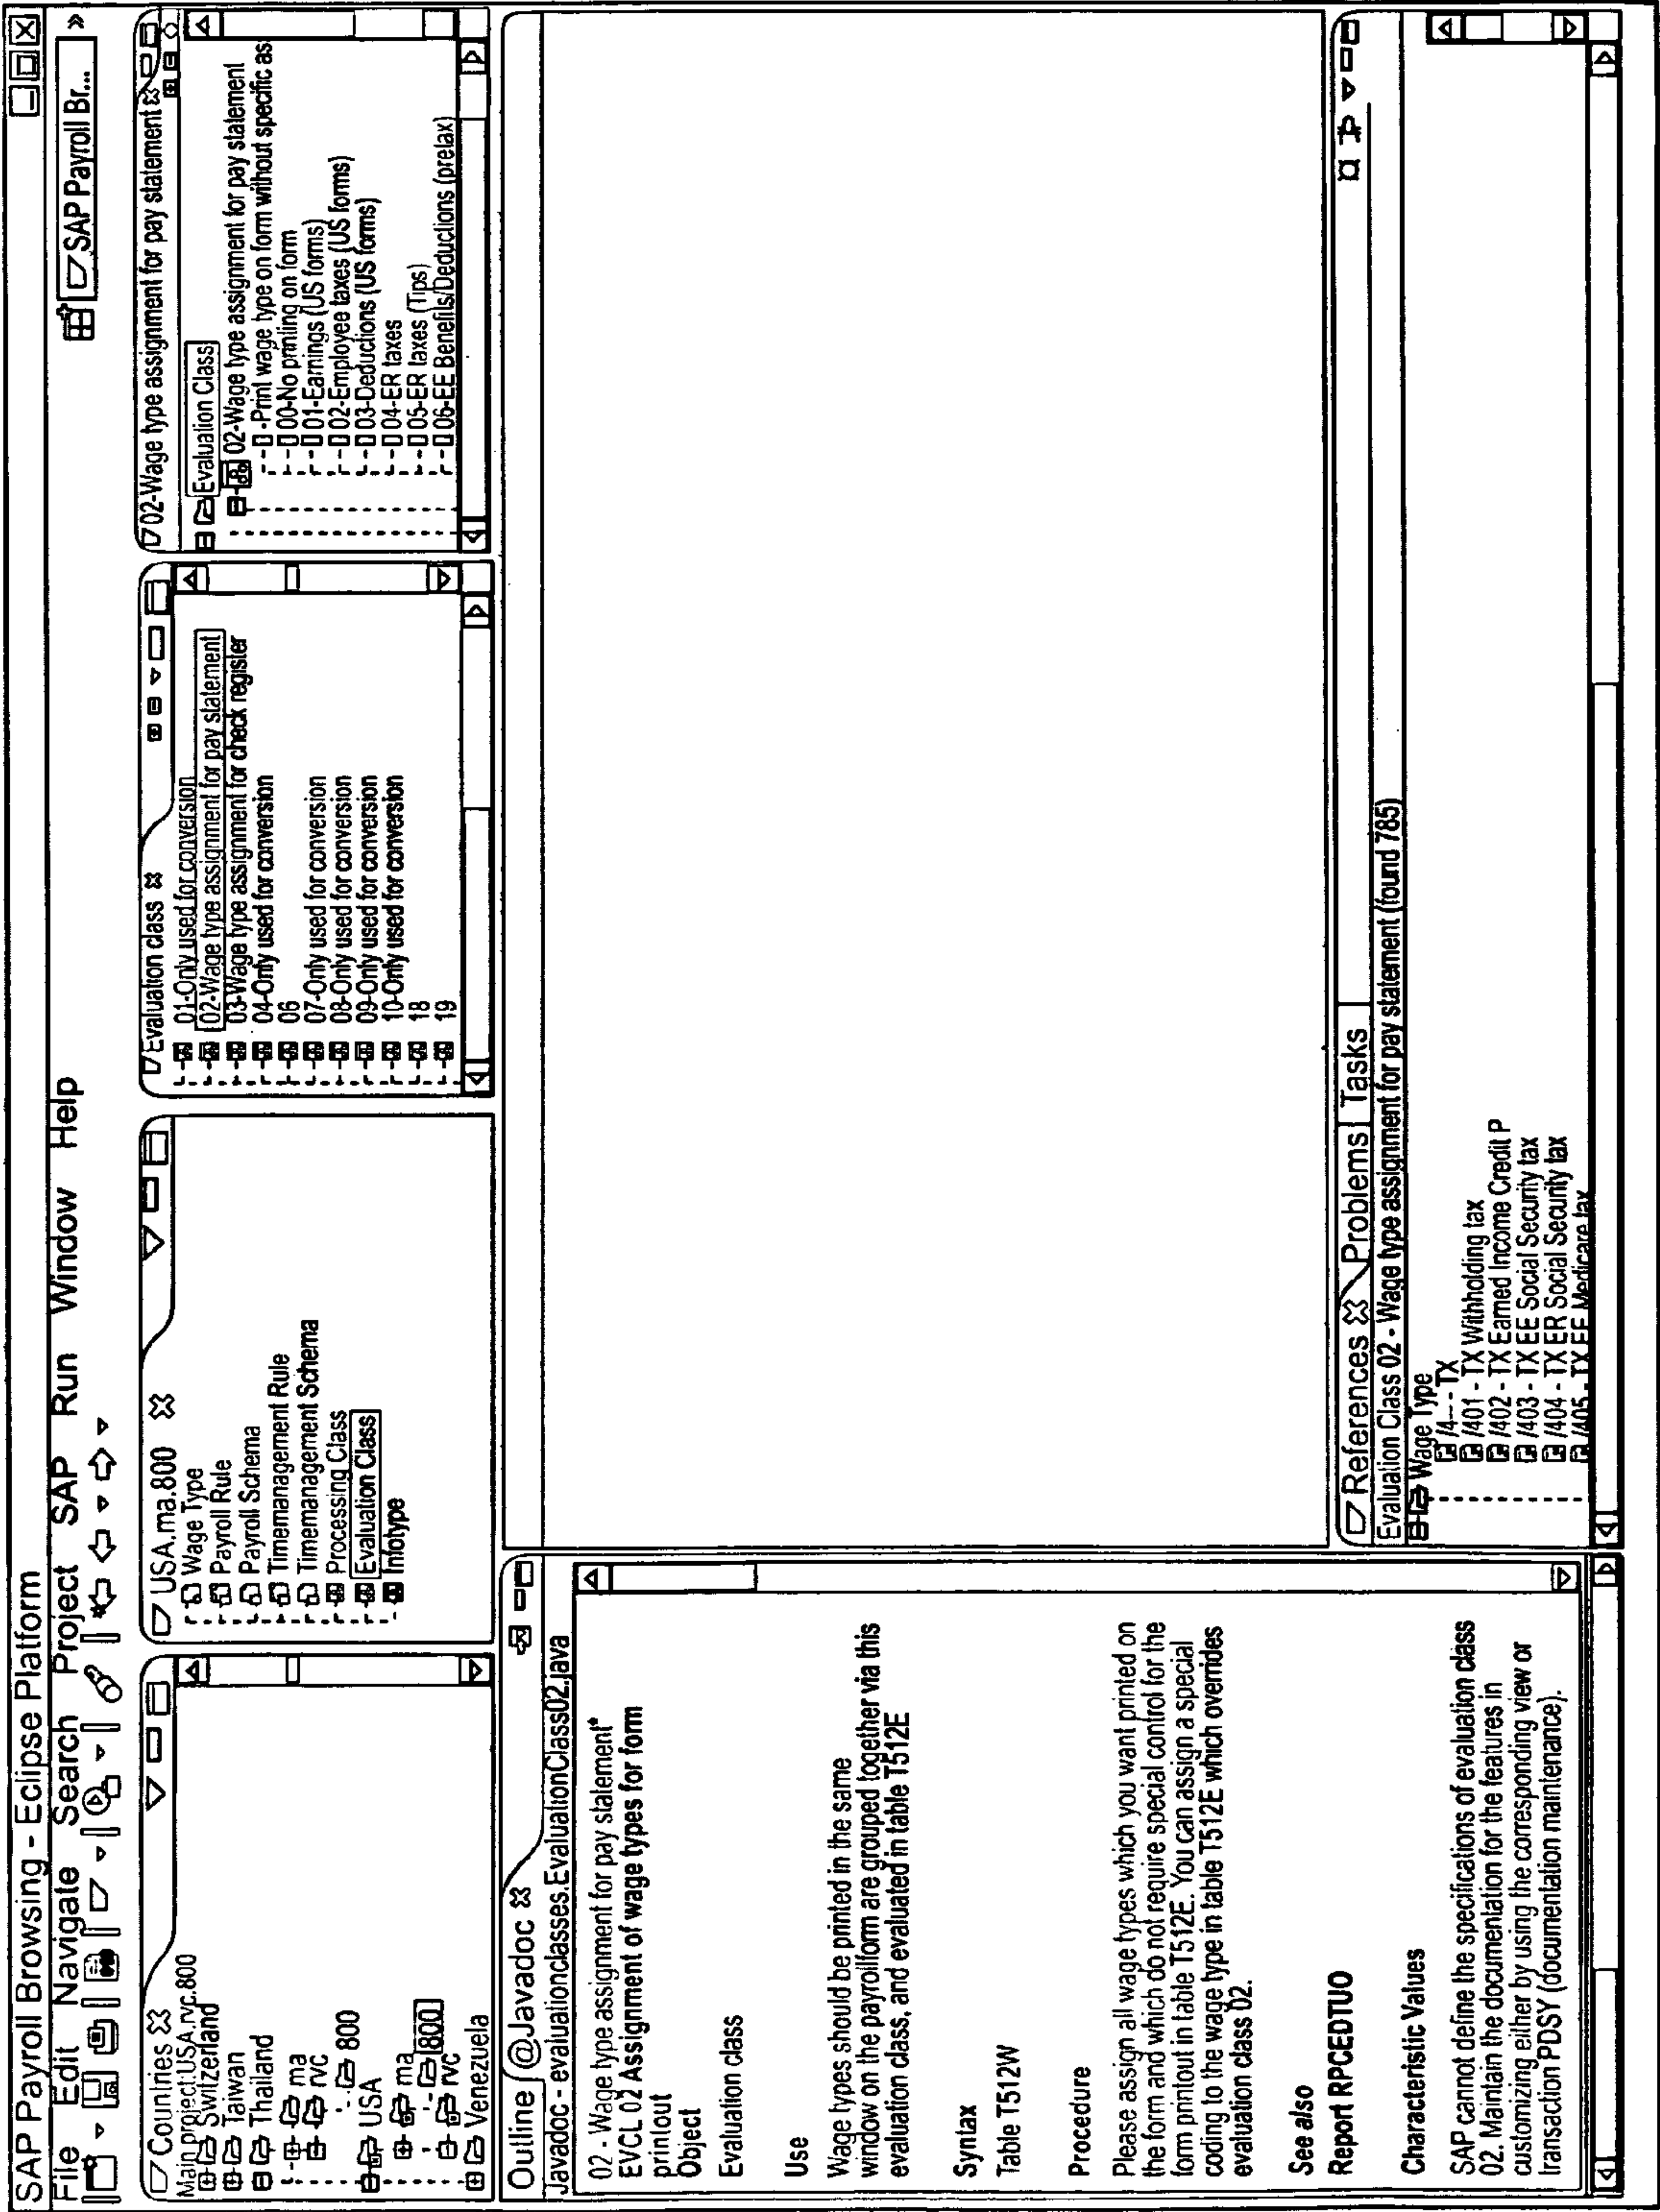 SAP Payroll Browsing - Eclipse Platform
File Edit Navigate Search Project SAP Run Window Help
SAP Payroll Br... »
Countries
Main project:USA.rvc.800
Switzerland
Taiwan
Thailand
ma
rvc
800
USA
ma
800
rvc
Venezuela
USA.ma.800
Wage Type
Payroll Rule
Payroll Schema
Timemanagement Rule
Timemanagement Schema
Processing Class
Evaluation Class
Infotype
Evaluation class
01-Only used for conversion
02-Wage type assignment for pay statement
03-Wage type assignment for check register
04-Only used for conversion
06
07-Only used for conversion
08-Only used for conversion
09-Only used for conversion
10-Only used for conversion
18
19
02-Wage type assignment for pay statement
Evaluation Class
02-Wage type assignment for pay statement
-Print wage type on form without specific as
00-No printing on form
01-Earnings (US forms)
02-Employee taxes (US forms)
03-Deductions (US forms)
04-ER taxes
05-ER taxes (Tips)
06-EE Benefits/Deductions (pretax)
Outline @Javadoc
Javadoc - evaluationclasses.EvaluationClass02.java
02 - Wage type assignment for pay statement*
EVCL 02 Assignment of wage types for form
printout
Object
Evaluation class
Use
Wage types should be printed in the same
window on the payrollform are grouped together via this
evaluation class, and evaluated in table T512E
Syntax
Table T512W
Procedure
Please assign all wage types which you want printed on
the form and which do not require special control for the
form printout in table T512E. You can assign a special
coding to the wage type in table T512E which overrides
evaluation class 02.
See also
Report RPCEDTUO
Characteristic Values
SAP cannot define the specifications of evaluation class
02. Maintain the documentation for the features in
customizing either by using the corresponding view or
transaction PDSY (documentation maintenance).
References Problems Tasks
Evaluation Class 02 - Wage type assignment for pay statement (found 785)
Wage Type
/4-- - TX
/401 - TX Withholding tax
/402 - TX Earned Income Credit P
/403 - TX EE Social Security tax
/404 - TX ER Social Security tax
/405 - TX EE Medicare tax